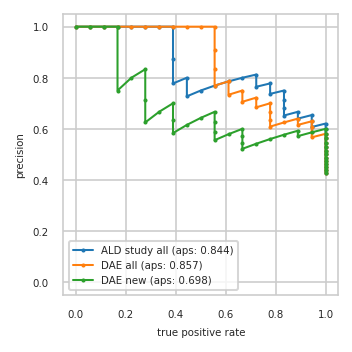 1.0
0.8
0.6
0.4
0.2
0.0
precision
ALD study all (aps: 0.844)
DAE all (aps: 0.857)
DAE new (aps: 0.698)
0.0 0.2 0.4 0.6 0.8 1.0
true positive rate